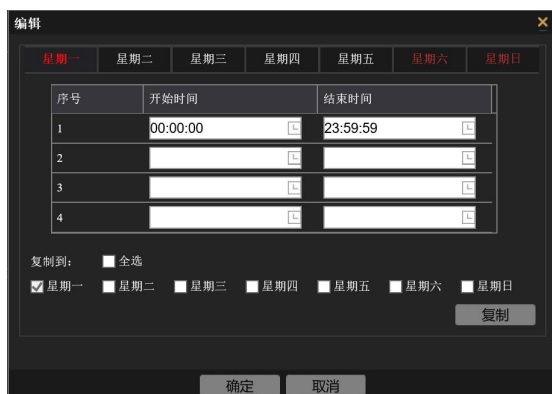 编辑
星期一 星期二 星期三 星期四 星期五 星期六 星期日
序号 开始时间 结束时间
1 00:00:00 23:59:59
2
3
4
复制到: 全选
星期一 星期二 星期三 星期四 星期五 星期六 星期日
复制
确定 取消